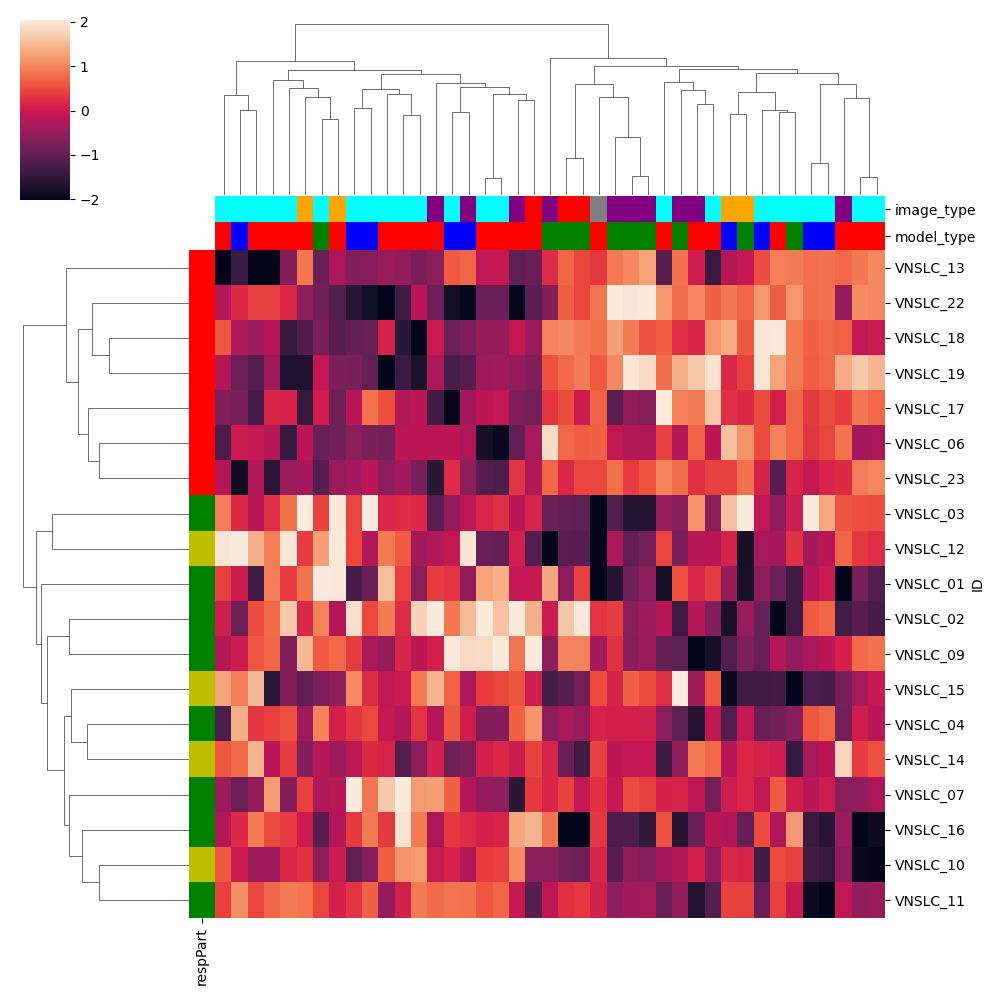 2
1
0
−1
−2
image_type
model_type
VNSLC_13
VNSLC_22
VNSLC_18
VNSLC_19
VNSLC_17
VNSLC_06
VNSLC_23
VNSLC_03
VNSLC_12
VNSLC_01
VNSLC_02
VNSLC_09
VNSLC_15
VNSLC_04
VNSLC_14
VNSLC_07
VNSLC_16
VNSLC_10
VNSLC_11
ID
respPart